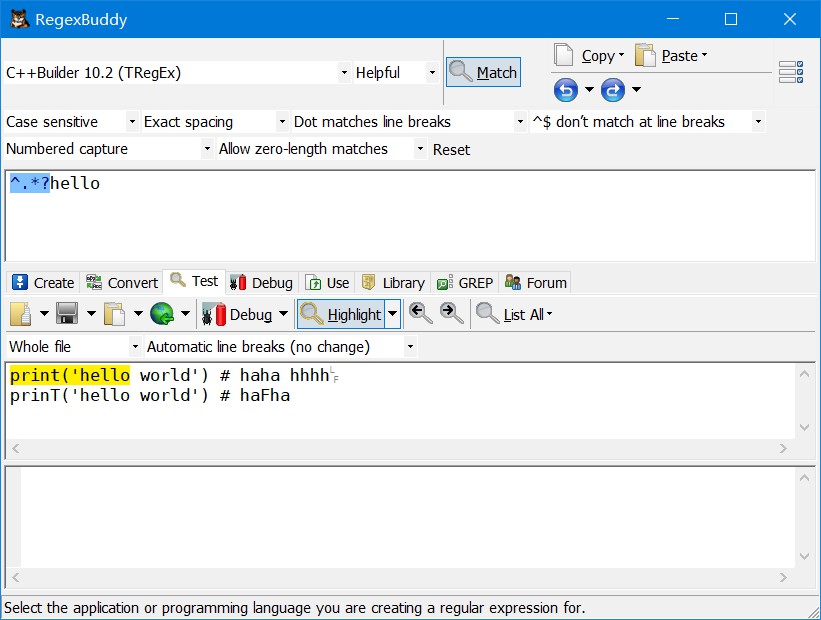 RegexBuddy
Copy Paste
C++Builder 10.2 (TRegEx) Helpful Match
Case sensitive Exact spacing Dot matches line breaks ^$ don't match at line breaks
Numbered capture Allow zero-length matches Reset
^.*?hello
Create Convert Test Debug Use Library GREP Forum
Debug Highlight List All
Whole file Automatic line breaks (no change)
print('hello world') # haha hhhh␊
prinT('hello world') # haFha
Select the application or programming language you are creating a regular expression for.